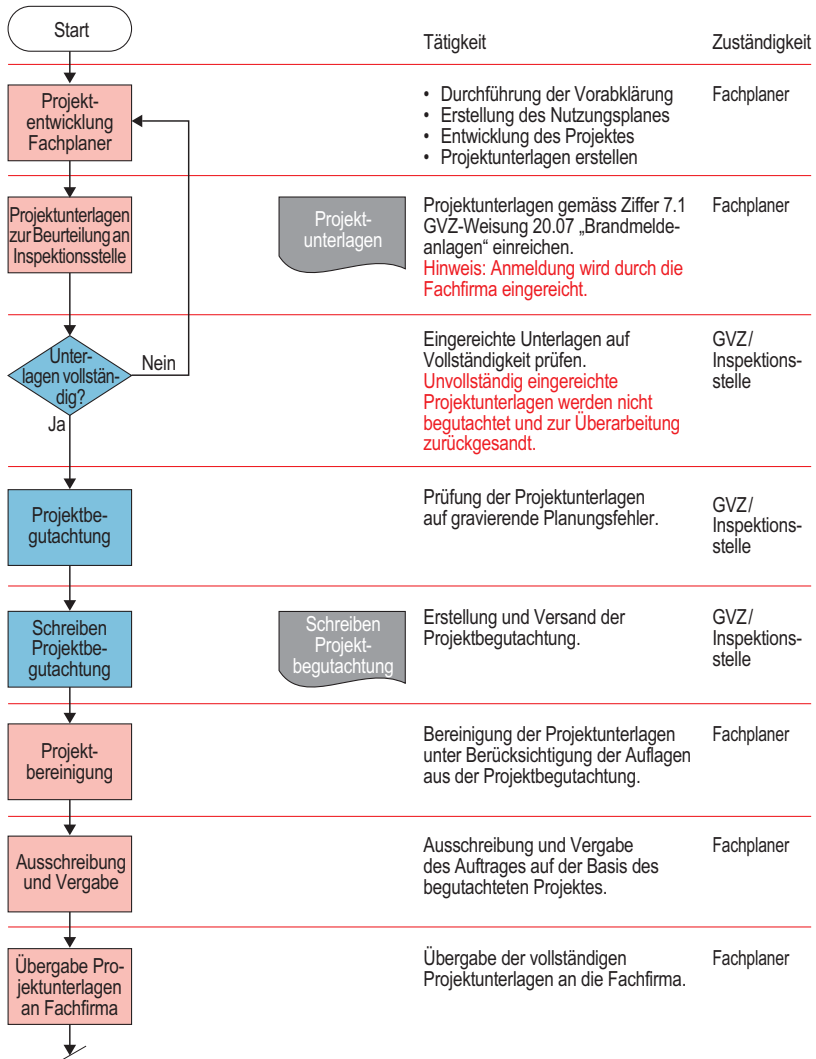 Start
Tätigkeit
Zuständigkeit
Projekt-
entwicklung
Fachplaner
• Durchführung der Vorabklärung
• Erstellung des Nutzungsplanes
• Entwicklung des Projektes
• Projektunterlagen erstellen
Fachplaner
Projektunterlagen
zur Beurteilung an
Inspektionsstelle
Projekt-
unterlagen
Projektunterlagen gemäss Ziffer 7.1
GVZ-Weisung 20.07 „Brandmelde-
anlagen“ einreichen.
Hinweis: Anmeldung wird durch die
Fachfirma eingereicht.
Fachplaner
Unter-
lagen vollstän-
dig?
Nein
Ja
Eingereichte Unterlagen auf
Vollständigkeit prüfen.
Unvollständig eingereichte
Projektunterlagen werden nicht
begutachtet und zur Überarbeitung
zurückgesandt.
GVZ/
Inspektions-
stelle
Projektbe-
gutachtung
Prüfung der Projektunterlagen
auf gravierende Planungsfehler.
GVZ/
Inspektions-
stelle
Schreiben
Projektbe-
gutachtung
Schreiben
Projekt-
begutachtung
Erstellung und Versand der
Projektbegutachtung.
GVZ/
Inspektions-
stelle
Projekt-
bereinigung
Bereinigung der Projektunterlagen
unter Berücksichtigung der Auflagen
aus der Projektbegutachtung.
Fachplaner
Ausschreibung
und Vergabe
Ausschreibung und Vergabe
des Auftrages auf der Basis des
begutachteten Projektes.
Fachplaner
Übergabe Pro-
jektunterlagen
an Fachfirma
Übergabe der vollständigen
Projektunterlagen an die Fachfirma.
Fachplaner